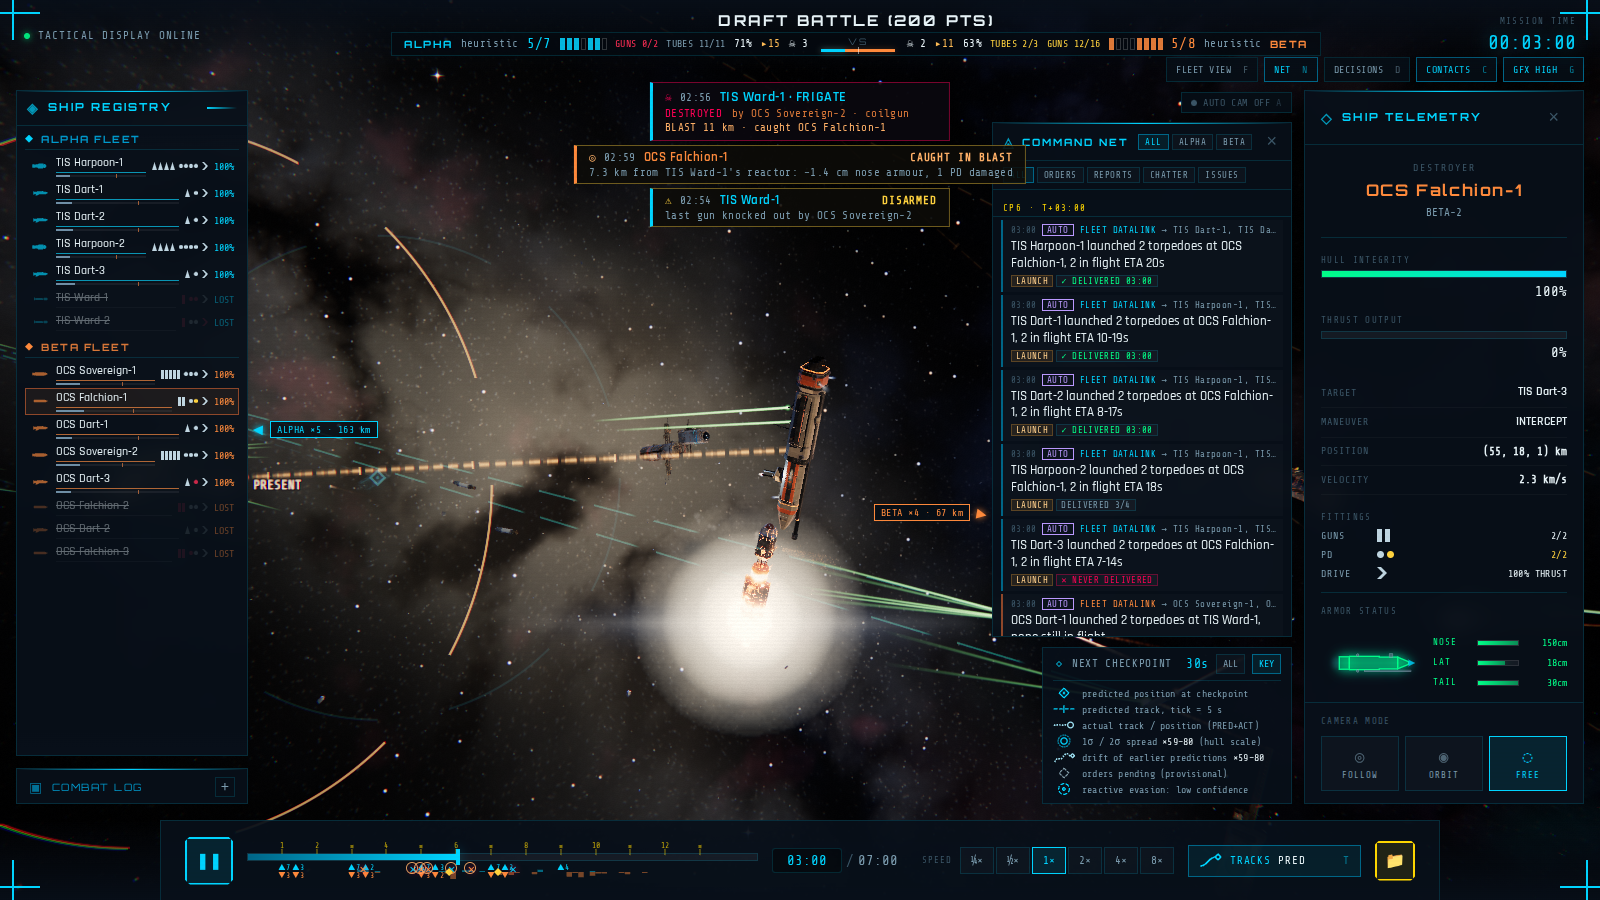 DRAFT BATTLE (200 PTS)
TACTICAL DISPLAY ONLINE
MISSION TIME
00:03:00
ALPHA heuristic 5/7 GUNS 0/2 TUBES 11/11 71% ▸15 ☠ 3 VS ☠ 2 ▸11 63% TUBES 2/3 GUNS 12/16 5/8 heuristic BETA
FLEET VIEW F NET N DECISIONS D CONTACTS C GFX HIGH G
AUTO CAM OFF A
SHIP REGISTRY
ALPHA FLEET
TIS Harpoon-1 100%
TIS Dart-1 100%
TIS Dart-2 100%
TIS Harpoon-2 100%
TIS Dart-3 100%
TIS Ward-1 LOST
TIS Ward-2 LOST
BETA FLEET
OCS Sovereign-1 100%
OCS Falchion-1 100%
OCS Dart-1 100%
OCS Sovereign-2 100%
OCS Dart-3 100%
OCS Falchion-2 LOST
OCS Dart-2 LOST
OCS Falchion-3 LOST
COMBAT LOG +
☠ 02:56 TIS Ward-1 · FRIGATE
DESTROYED by OCS Sovereign-2 · coilgun
BLAST 11 km · caught OCS Falchion-1
◎ 02:59 OCS Falchion-1 CAUGHT IN BLAST
7.3 km from TIS Ward-1's reactor: -1.4 cm nose armour, 1 PD damaged
⚠ 02:54 TIS Ward-1 DISARMED
last gun knocked out by OCS Sovereign-2
ALPHA ×5 · 163 km
PRESENT
BETA ×4 · 67 km
COMMAND NET ALL ALPHA BETA ×
ORDERS REPORTS CHATTER ISSUES
CP6 · T+03:00
03:00 AUTO FLEET DATALINK → TIS Dart-1, TIS Da…
TIS Harpoon-1 launched 2 torpedoes at OCS
Falchion-1, 2 in flight ETA 20s
LAUNCH ✓ DELIVERED 03:00
03:00 AUTO FLEET DATALINK → TIS Harpoon-1, TIS…
TIS Dart-1 launched 2 torpedoes at OCS Falchion-
1, 2 in flight ETA 10-19s
LAUNCH ✓ DELIVERED 03:00
03:00 AUTO FLEET DATALINK → TIS Harpoon-1, TIS…
TIS Dart-2 launched 2 torpedoes at OCS Falchion-
1, 2 in flight ETA 8-17s
LAUNCH ✓ DELIVERED 03:00
03:00 AUTO FLEET DATALINK → TIS Harpoon-1, TIS…
TIS Harpoon-2 launched 2 torpedoes at OCS
Falchion-1, 2 in flight ETA 18s
LAUNCH DELIVERED 3/4
03:00 AUTO FLEET DATALINK → TIS Harpoon-1, TIS…
TIS Dart-3 launched 2 torpedoes at OCS Falchion-
1, 2 in flight ETA 7-14s
LAUNCH × NEVER DELIVERED
03:00 AUTO FLEET DATALINK → OCS Sovereign-1, O…
OCS Dart-1 launched 2 torpedoes at TIS Ward-1,
none still in flight
NEXT CHECKPOINT 30s ALL KEY
predicted position at checkpoint
predicted track, tick = 5 s
actual track / position (PRED+ACT)
1σ / 2σ spread ×59-80 (hull scale)
drift of earlier predictions ×59-80
orders pending (provisional)
reactive evasion: low confidence
SHIP TELEMETRY ×
DESTROYER
OCS Falchion-1
BETA-2
HULL INTEGRITY
100%
THRUST OUTPUT
0%
TARGET TIS Dart-3
MANEUVER INTERCEPT
POSITION (55, 18, 1) km
VELOCITY 2.3 km/s
FITTINGS
GUNS 2/2
PD 2/2
DRIVE 100% THRUST
ARMOR STATUS
NOSE 150cm
LAT 18cm
TAIL 30cm
CAMERA MODE
FOLLOW ORBIT FREE
1 2 4 6 8 10 12
03:00 / 07:00
SPEED ¼× ½× 1× 2× 4× 8×
TRACKS PRED T